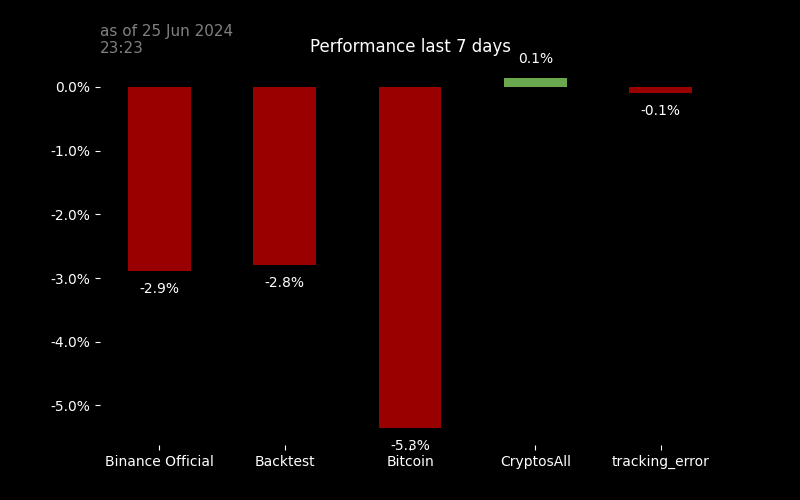 as of 25 Jun 2024
23:23
Performance last 7 days
0.1%
0.0%
-0.1%
-1.0%
-2.0%
-2.9%
-2.8%
-3.0%
-4.0%
-5.0%
-5.3%
Binance Official
Backtest
Bitcoin
CryptosAll
tracking_error